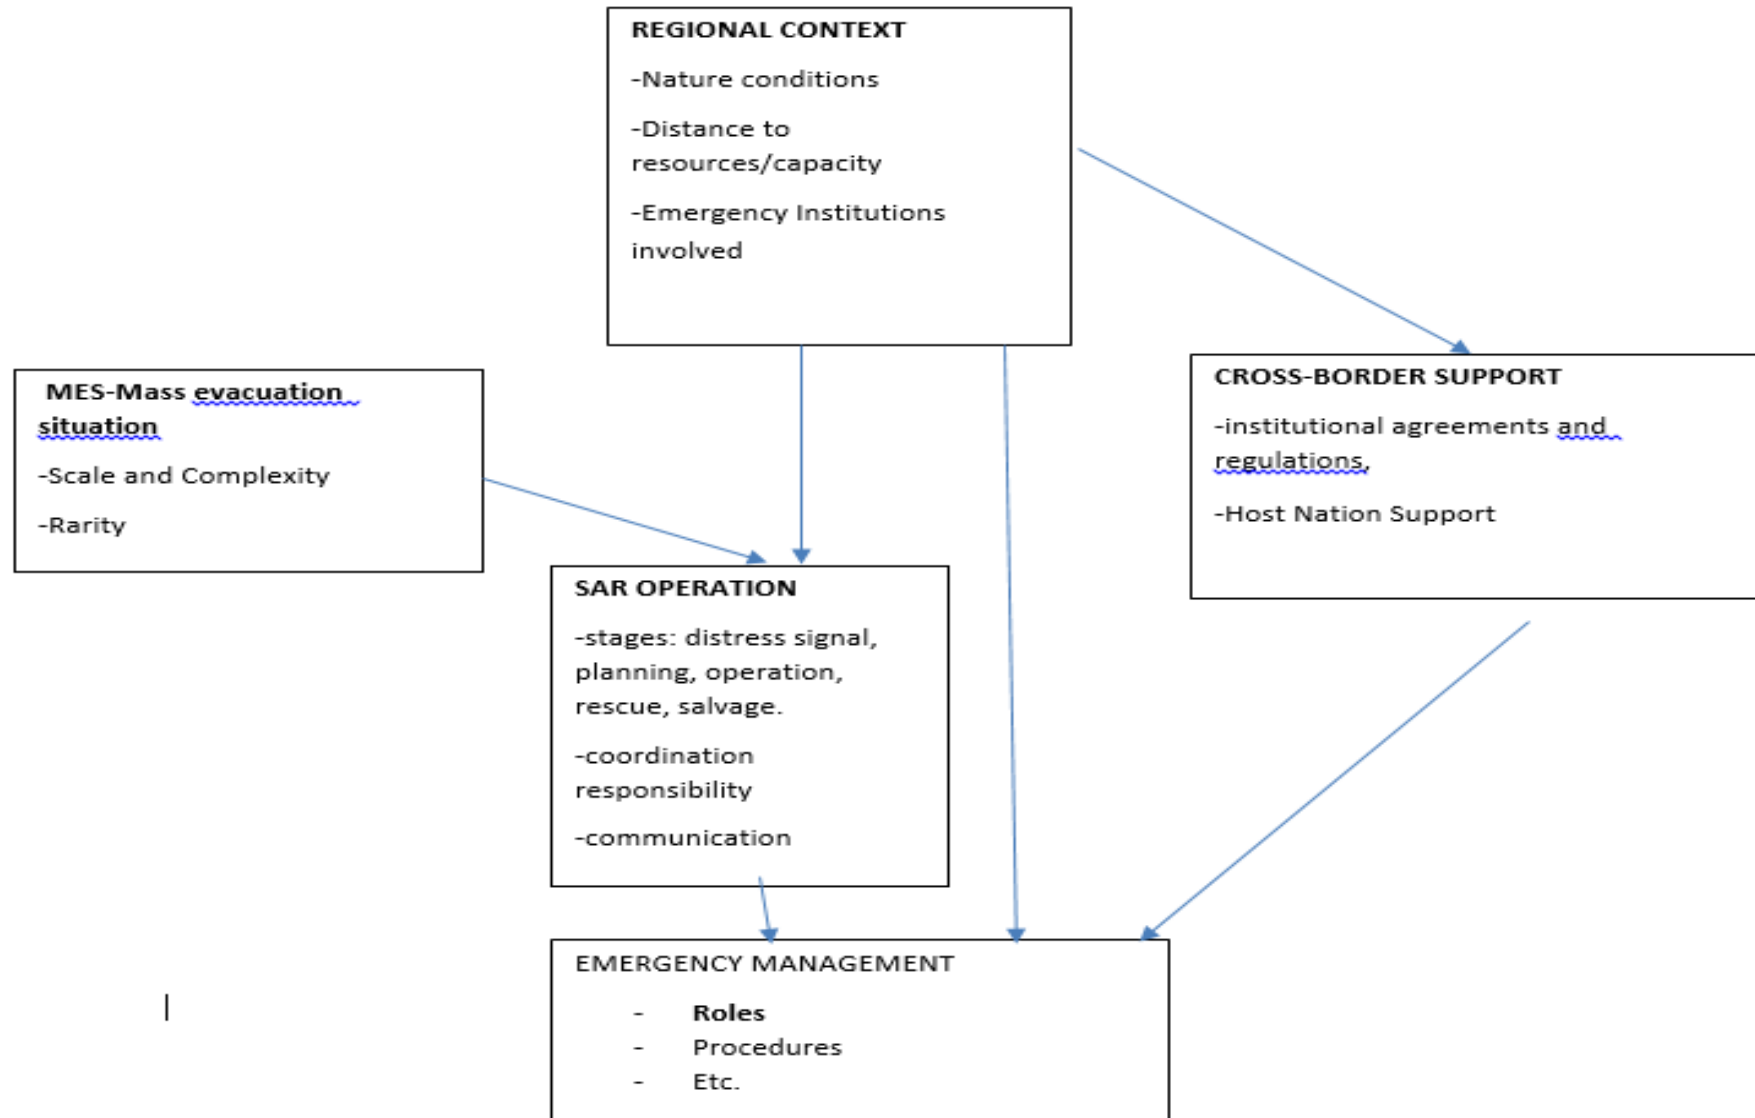 REGIONAL CONTEXT
-Nature conditions
-Distance to
resources/capacity
-Emergency Institutions
involved
MES-Mass evacuation
situation
-Scale and Complexity
-Rarity
CROSS-BORDER SUPPORT
-institutional agreements and
regulations,
-Host Nation Support
SAR OPERATION
-stages: distress signal,
planning, operation,
rescue, salvage.
-coordination
responsibility
-communication
EMERGENCY MANAGEMENT
- Roles
- Procedures
- Etc.